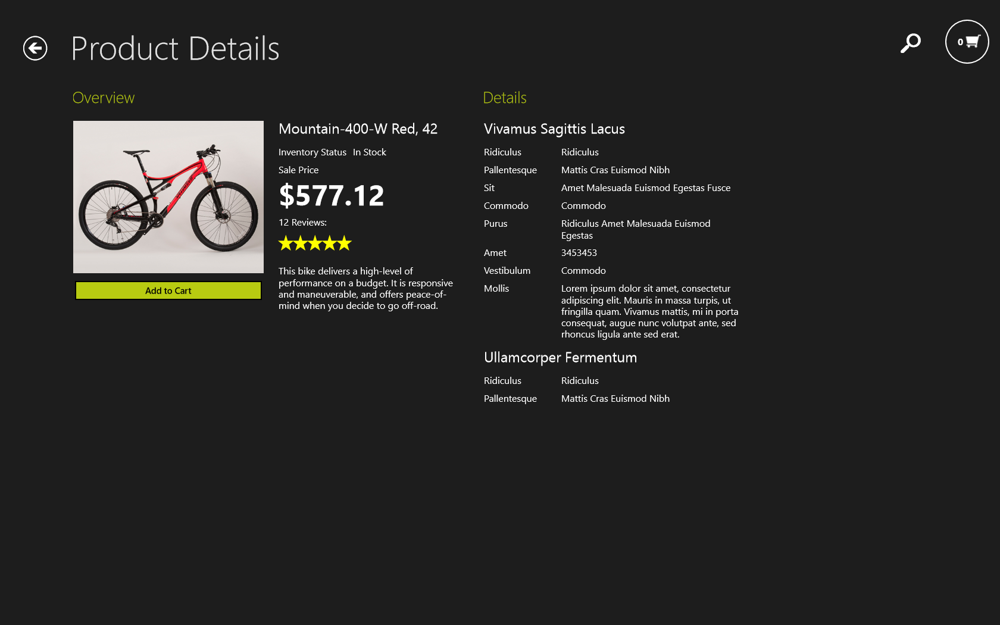 Product Details
0
Overview
Mountain-400-W Red, 42
Inventory Status In Stock
Sale Price
$577.12
12 Reviews:
This bike delivers a high-level of
performance on a budget. It is responsive
and maneuverable, and offers peace-of-
mind when you decide to go off-road.
Add to Cart
Details
Vivamus Sagittis Lacus
Ridiculus Ridiculus
Pallentesque Mattis Cras Euismod Nibh
Sit Amet Malesuada Euismod Egestas Fusce
Commodo Commodo
Purus Ridiculus Amet Malesuada Euismod
Egestas
Amet 3453453
Vestibulum Commodo
Mollis Lorem ipsum dolor sit amet, consectetur
adipiscing elit. Mauris in massa turpis, ut
fringilla quam. Vivamus mattis, mi in porta
consequat, augue nunc volutpat ante, sed
rhoncus ligula ante sed erat.
Ullamcorper Fermentum
Ridiculus Ridiculus
Pallentesque Mattis Cras Euismod Nibh